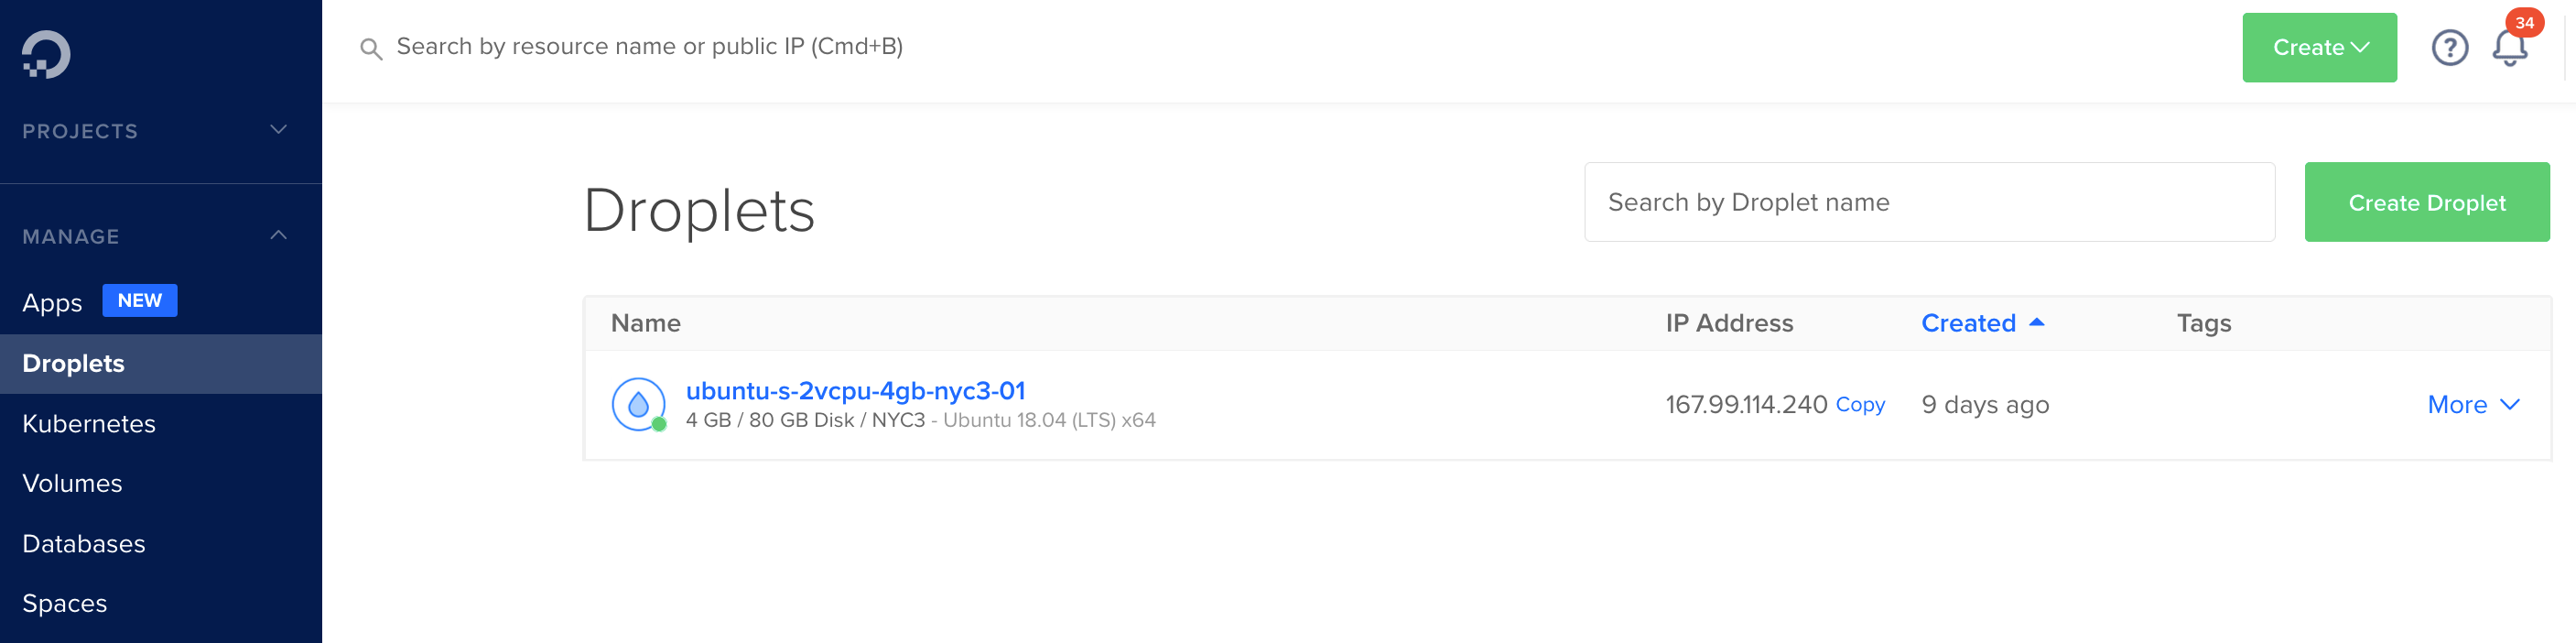 Search by resource name or public IP (Cmd+B)
Create
34
PROJECTS
MANAGE
Apps NEW
Droplets
Kubernetes
Volumes
Databases
Spaces
Droplets
Search by Droplet name
Create Droplet
Name IP Address Created Tags
ubuntu-s-2vcpu-4gb-nyc3-01
4 GB / 80 GB Disk / NYC3 - Ubuntu 18.04 (LTS) x64
167.99.114.240 Copy 9 days ago More